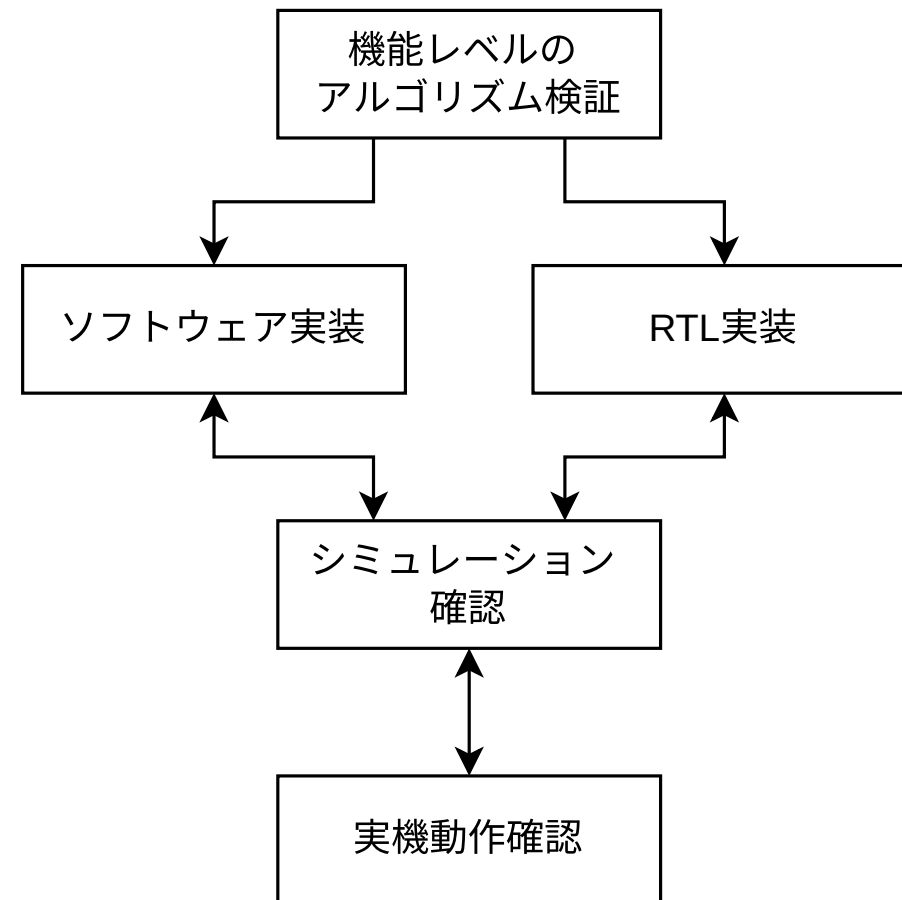 機能レベルの
アルゴリズム検証
ソフトウェア実装
RTL実装
シミュレーション
確認
実機動作確認